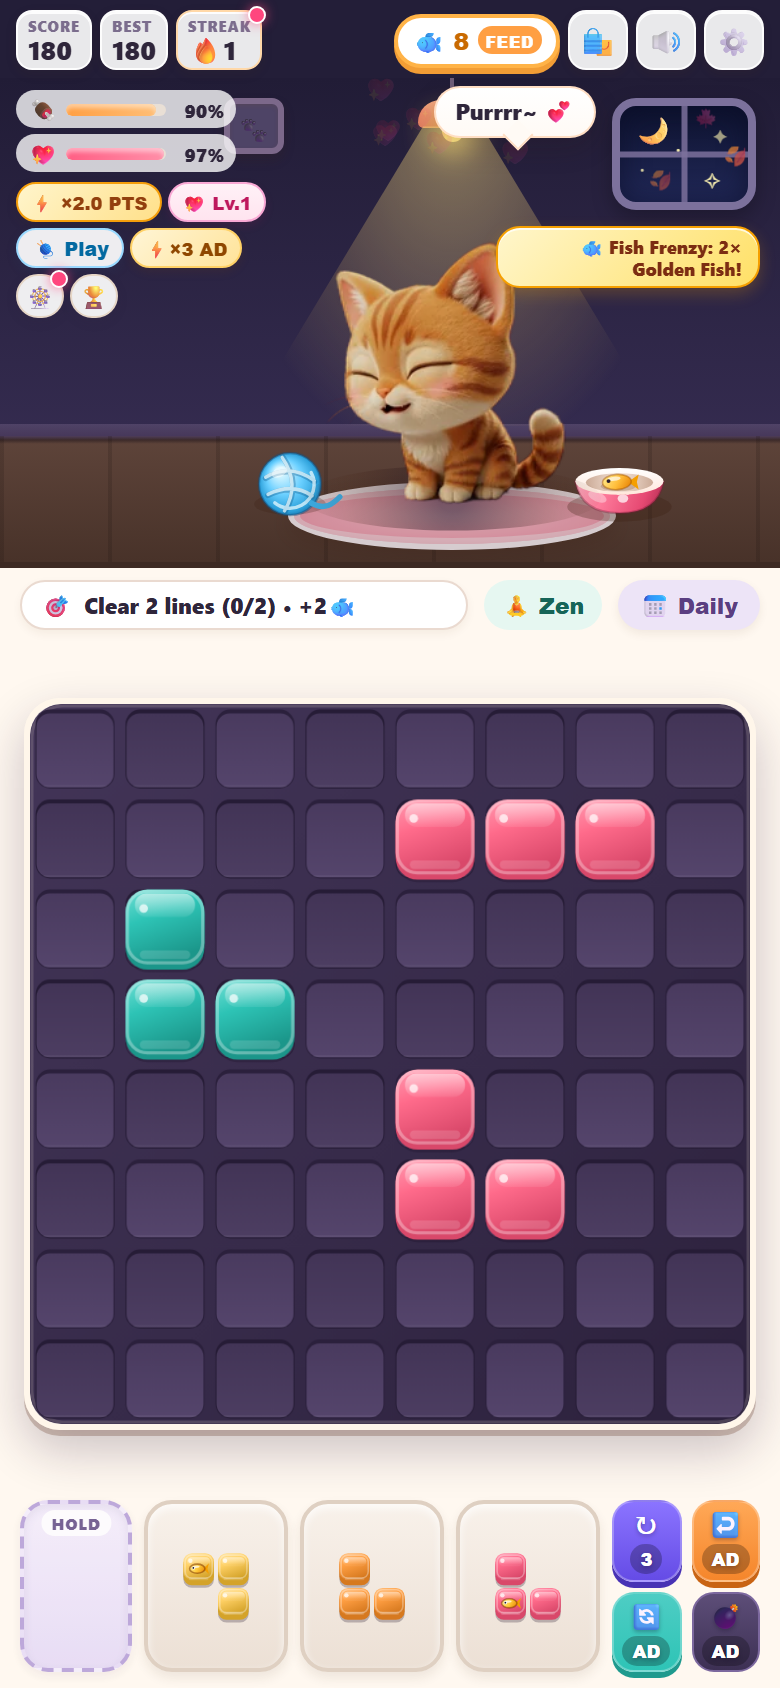 SCORE
180
BEST
180
STREAK
1
8 FEED
90%
97%
×2.0 PTS
Lv.1
Play
×3 AD
Purrrr~
Fish Frenzy: 2×
Golden Fish!
Clear 2 lines (0/2) • +2
Zen
Daily
HOLD
3
AD
AD
AD